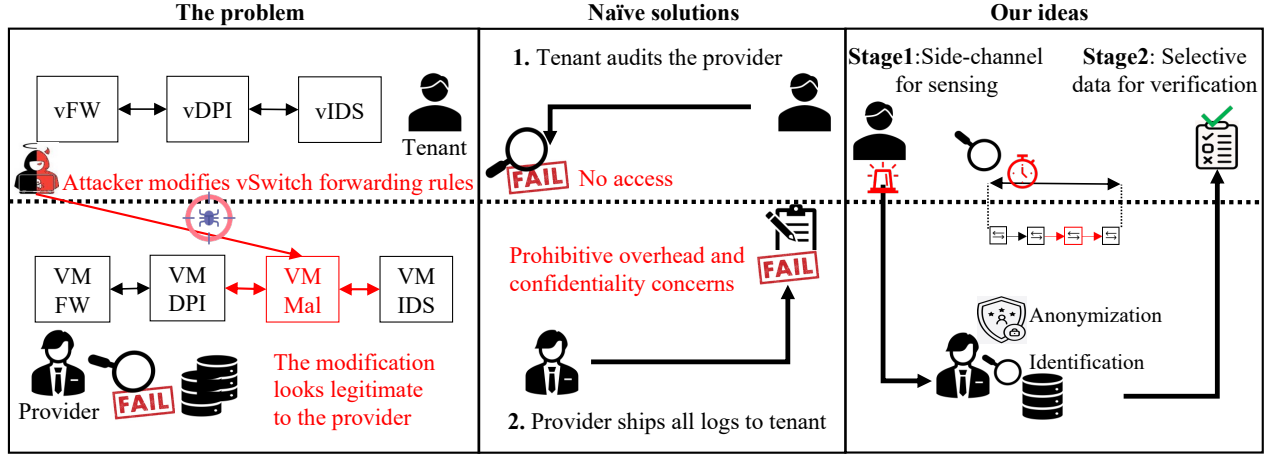 The problem
vFW
vDPI
vIDS
Tenant
Attacker modifies vSwitch forwarding rules
VM
FW
VM
DPI
VM
Mal
VM
IDS
Provider
FAIL
The modification
looks legitimate
to the provider
Naïve solutions
1. Tenant audits the provider
FAIL
No access
Prohibitive overhead and
confidentiality concerns
FAIL
2. Provider ships all logs to tenant
Our ideas
Stage1:Side-channel
for sensing
Stage2: Selective
data for verification
Anonymization
Identification